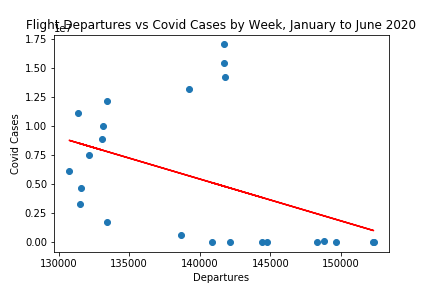 Flight Departures vs Covid Cases by Week, January to June 2020
1e7
1.75
1.50
1.25
1.00
0.75
0.50
0.25
0.00
Covid Cases
130000 135000 140000 145000 150000
Departures